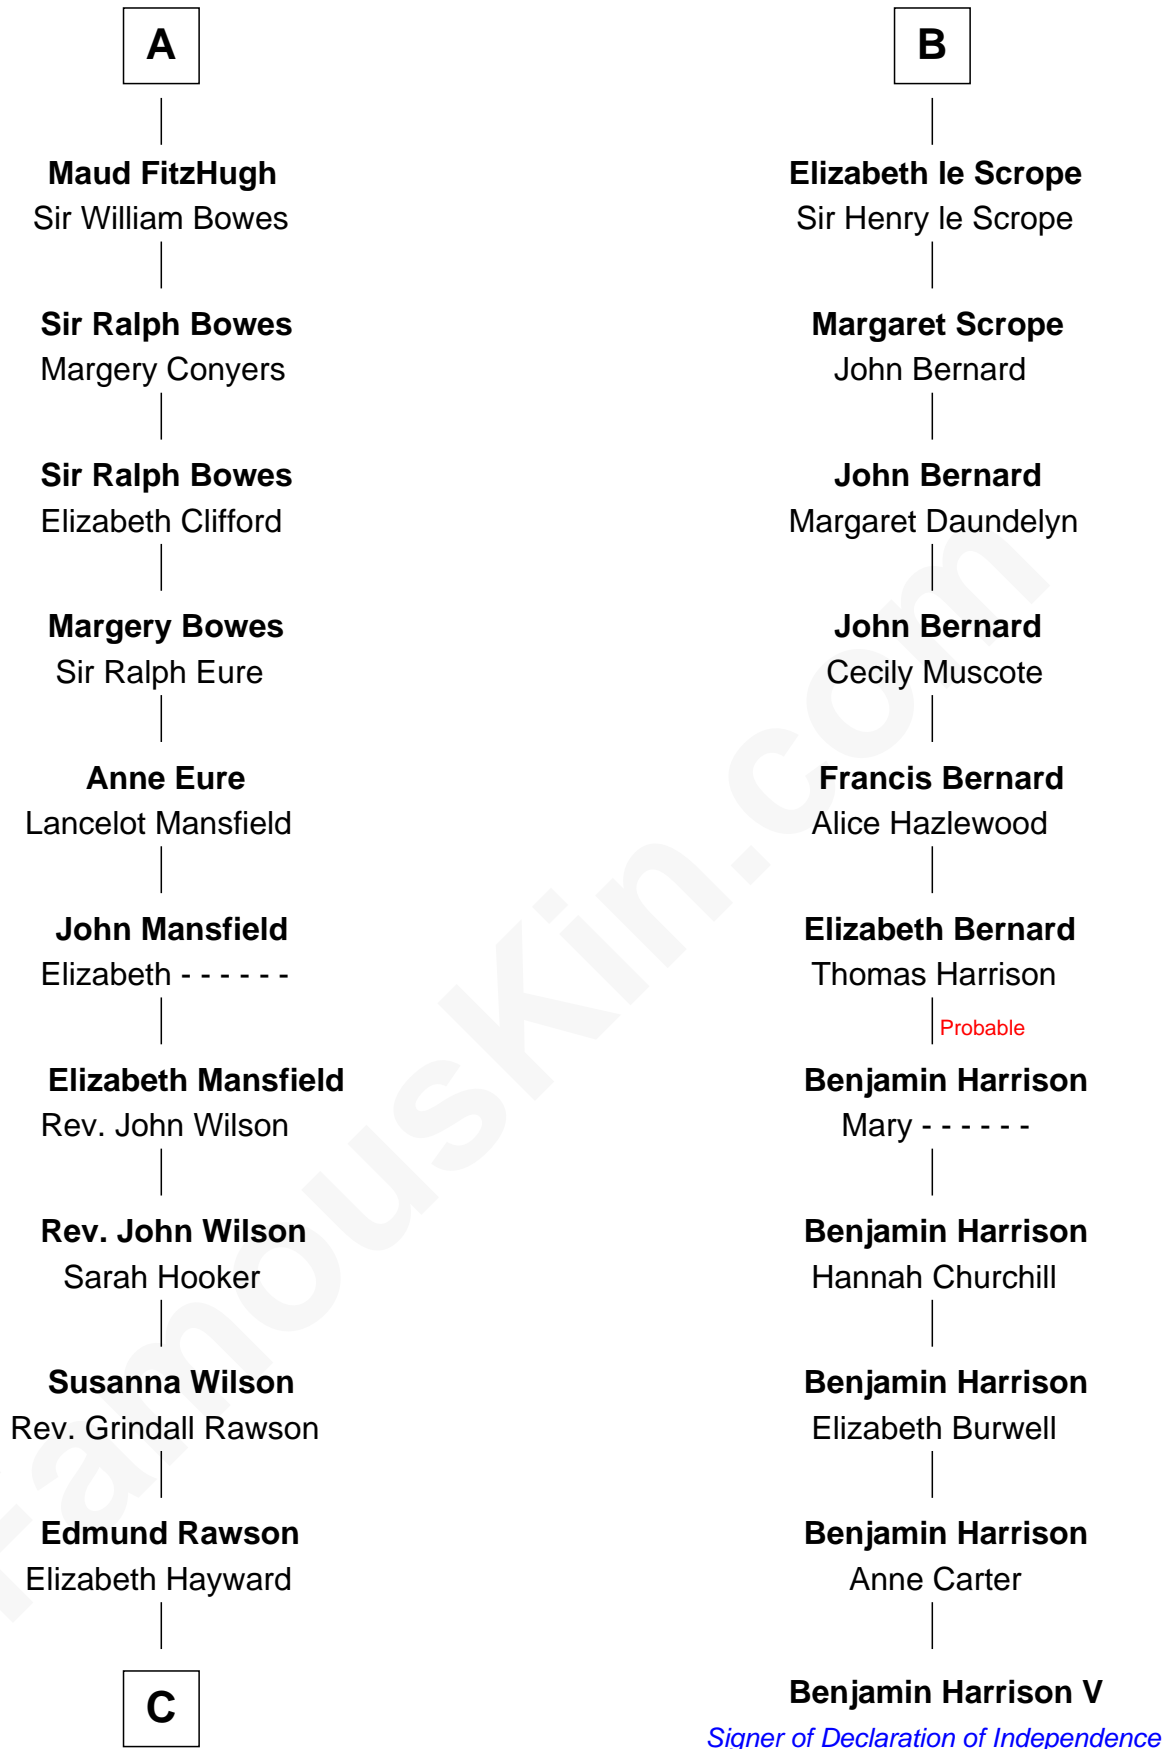 A
Maud FitzHugh
Sir William Bowes
Sir Ralph Bowes
Margery Conyers
Sir Ralph Bowes
Elizabeth Clifford
Margery Bowes
Sir Ralph Eure
Anne Eure
Lancelot Mansfield
John Mansfield
Elizabeth - - - - - -
Elizabeth Mansfield
Rev. John Wilson
Rev. John Wilson
Sarah Hooker
Susanna Wilson
Rev. Grindall Rawson
Edmund Rawson
Elizabeth Hayward
C
B
Elizabeth le Scrope
Sir Henry le Scrope
Margaret Scrope
John Bernard
John Bernard
Margaret Daundelyn
John Bernard
Cecily Muscote
Francis Bernard
Alice Hazlewood
Elizabeth Bernard
Thomas Harrison
Probable
Benjamin Harrison
Mary - - - - - -
Benjamin Harrison
Hannah Churchill
Benjamin Harrison
Elizabeth Burwell
Benjamin Harrison
Anne Carter
Benjamin Harrison V
Signer of Declaration of Independence
FamousKin.com